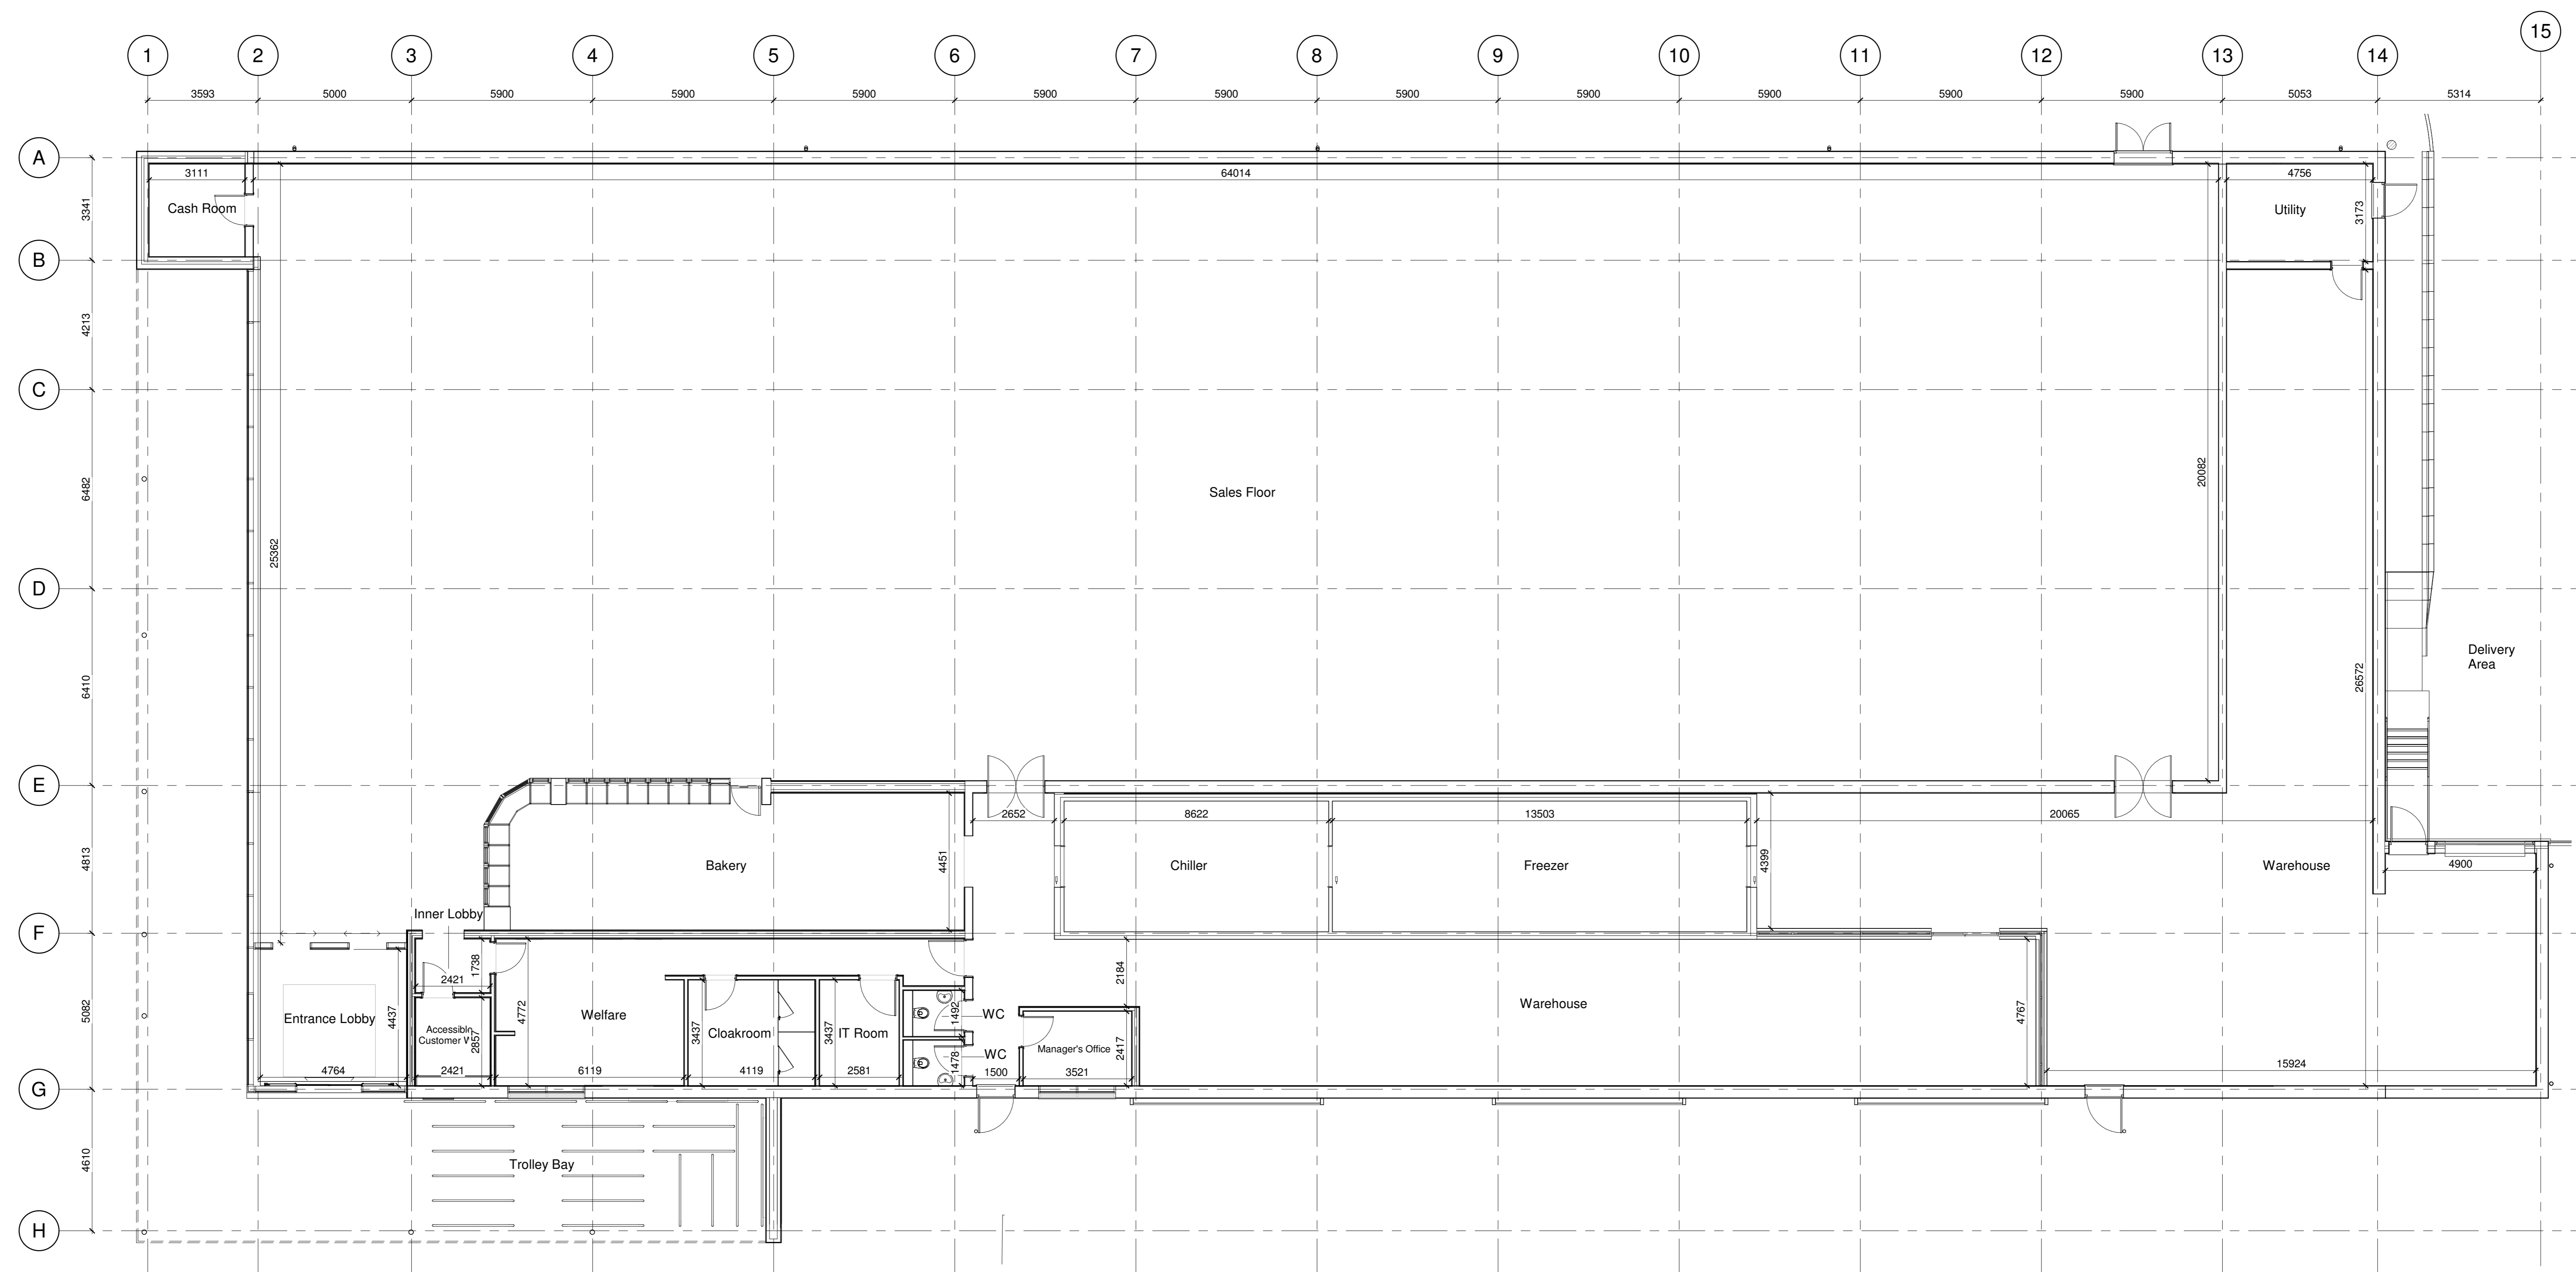 1 2 3 4 5 6 7 8 9 10 11 12 13 14 15
3593 5000 5900 5900 5900 5900 5900 5900 5900 5900 5900 5900 5053 5314
A
3111 64014 4756
3341 Cash Room 3173 Utility
B
4213
C
6482 20082
Sales Floor
25362
D
Delivery
Area
6410 26572
E
2652 8622 13503 20065
4813 Bakery 4451 Chiller Freezer 4399 Warehouse 4900
Inner Lobby
F
1738 2421 2184
5082 Entrance Lobby 4437 4772 Welfare 1492 WC Warehouse 4767
Accessible
Customer W
2857 3437 Cloakroom 3437 IT Room
1478 WC Manager's Office 2417
4764 2421 6119 4119 2581 1500 3521 15924
G
4610 Trolley Bay
H